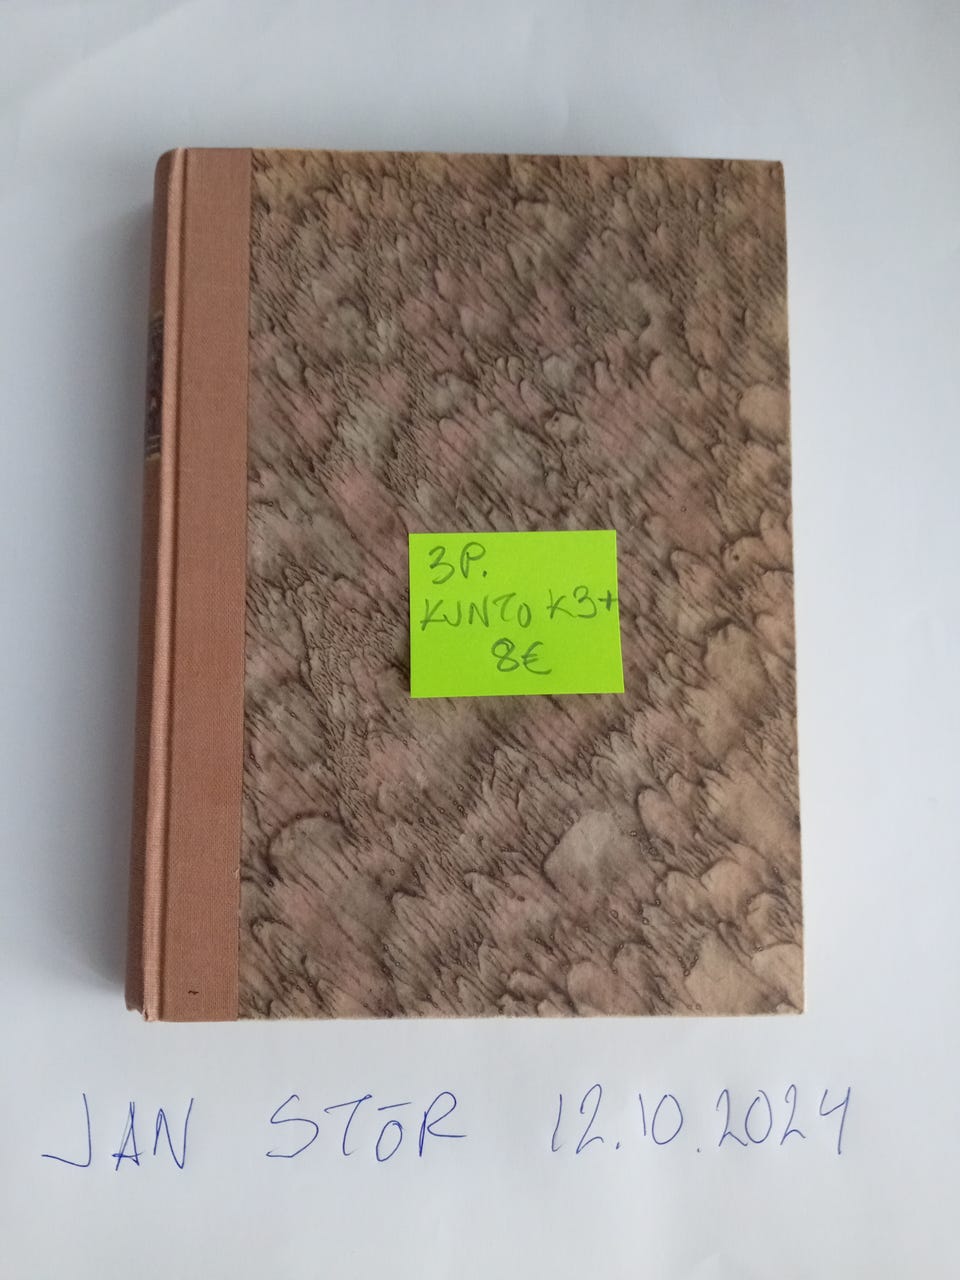 3P.
KUNTO K3+
8€
JAN STÖR 12.10.2024